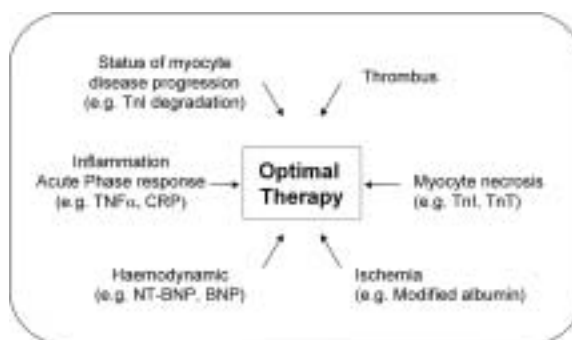 Status of myocyte
disease progression
(e.g. TnI degradation)
Thrombus
Inflammation
Acute Phase response
(e.g. TNFα, CRP)
Optimal
Therapy
Myocyte necrosis
(e.g. TnI, TnT)
Haemodynamic
(e.g. NT-BNP, BNP)
Ischemia
(e.g. Modified albumin)